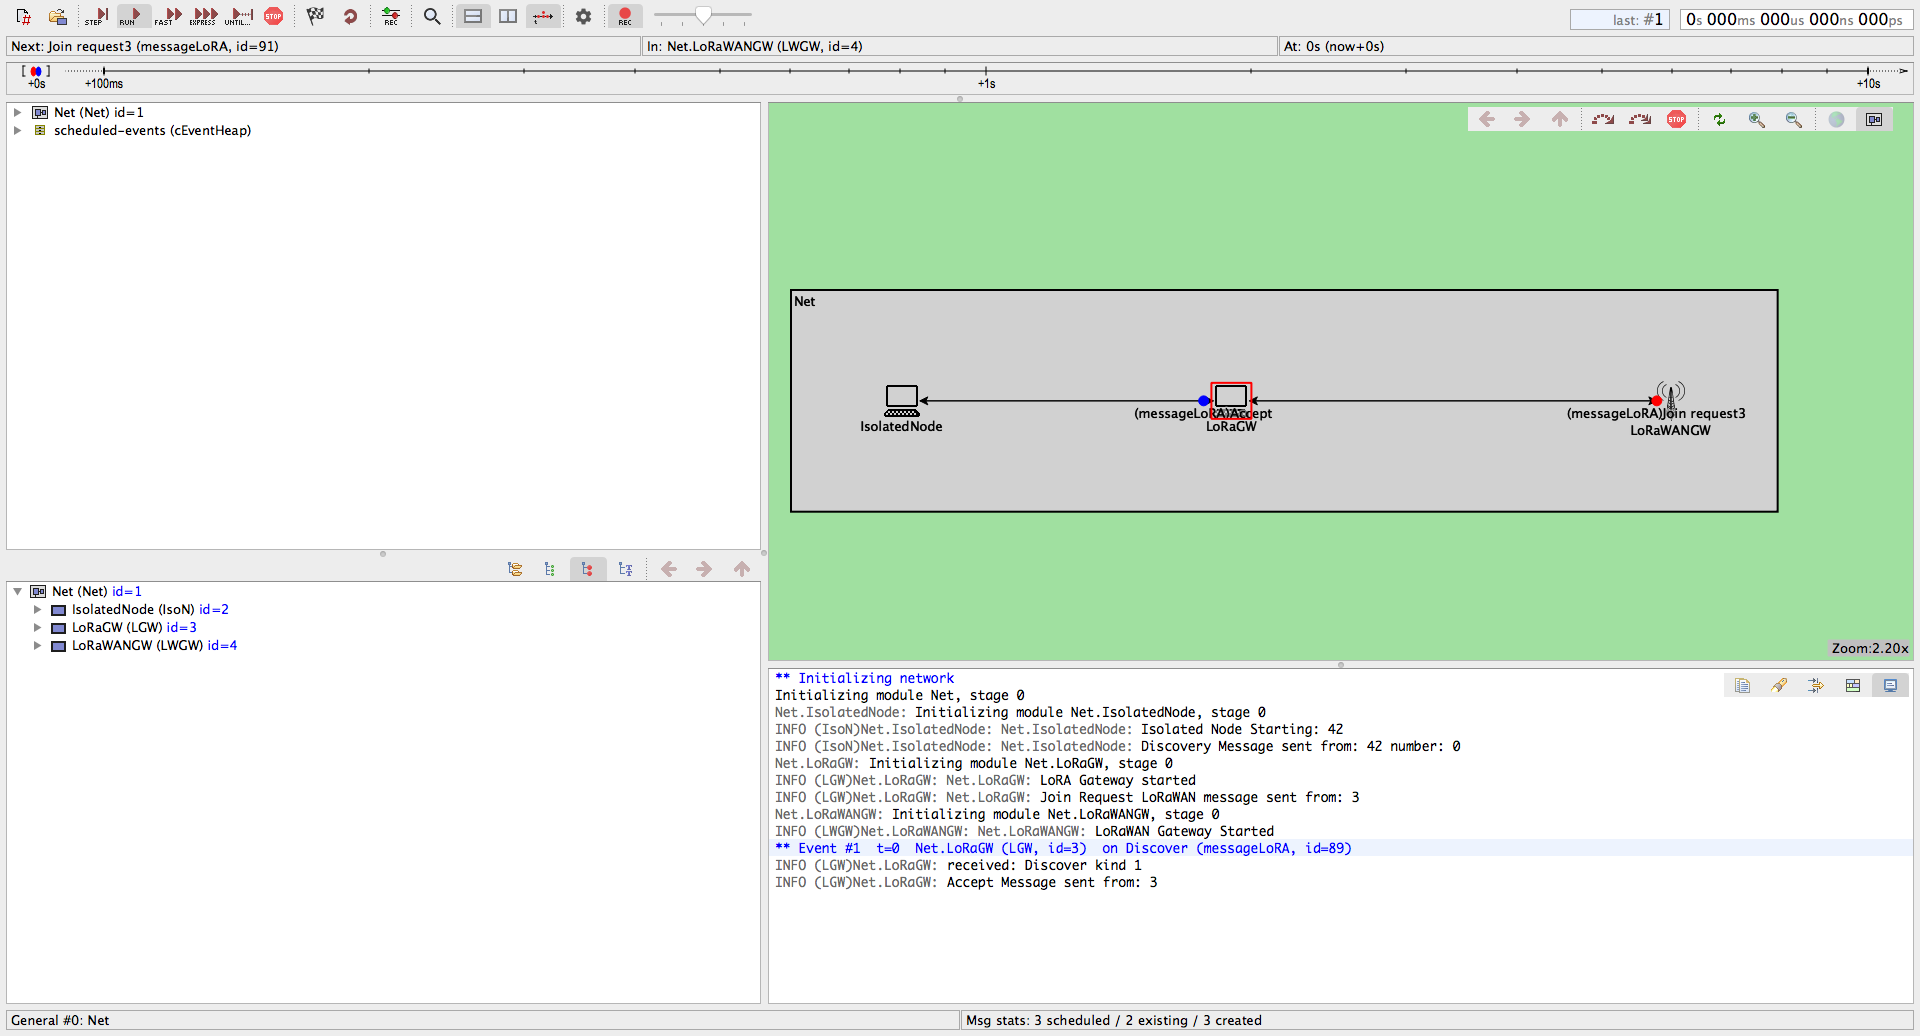 STEP RUN FAST EXPRESS UNTIL... STOP REC REC
last: #1 0s 000ms 000us 000ns 000ps
Next: Join request3 (messageLoRA, id=91) In: Net.LoRaWANGW (LWGW, id=4) At: 0s (now+0s)
[ ]
+0s +100ms +1s +10s
Net (Net) id=1
scheduled-events (cEventHeap)
STOP
Net
(messageLoRA)Accept (messageLoRA)Join request3
IsolatedNode LoRaGW LoRaWANGW
Zoom:2.20x
Net (Net) id=1
IsolatedNode (IsoN) id=2
LoRaGW (LGW) id=3
LoRaWANGW (LWGW) id=4
** Initializing network
Initializing module Net, stage 0
Net.IsolatedNode: Initializing module Net.IsolatedNode, stage 0
INFO (IsoN)Net.IsolatedNode: Net.IsolatedNode: Isolated Node Starting: 42
INFO (IsoN)Net.IsolatedNode: Net.IsolatedNode: Discovery Message sent from: 42 number: 0
Net.LoRaGW: Initializing module Net.LoRaGW, stage 0
INFO (LGW)Net.LoRaGW: Net.LoRaGW: LoRA Gateway started
INFO (LGW)Net.LoRaGW: Net.LoRaGW: Join Request LoRaWAN message sent from: 3
Net.LoRaWANGW: Initializing module Net.LoRaWANGW, stage 0
INFO (LWGW)Net.LoRaWANGW: Net.LoRaWANGW: LoRaWAN Gateway Started
** Event #1 t=0 Net.LoRaGW (LGW, id=3) on Discover (messageLoRA, id=89)
INFO (LGW)Net.LoRaGW: received: Discover kind 1
INFO (LGW)Net.LoRaGW: Accept Message sent from: 3
General #0: Net Msg stats: 3 scheduled / 2 existing / 3 created